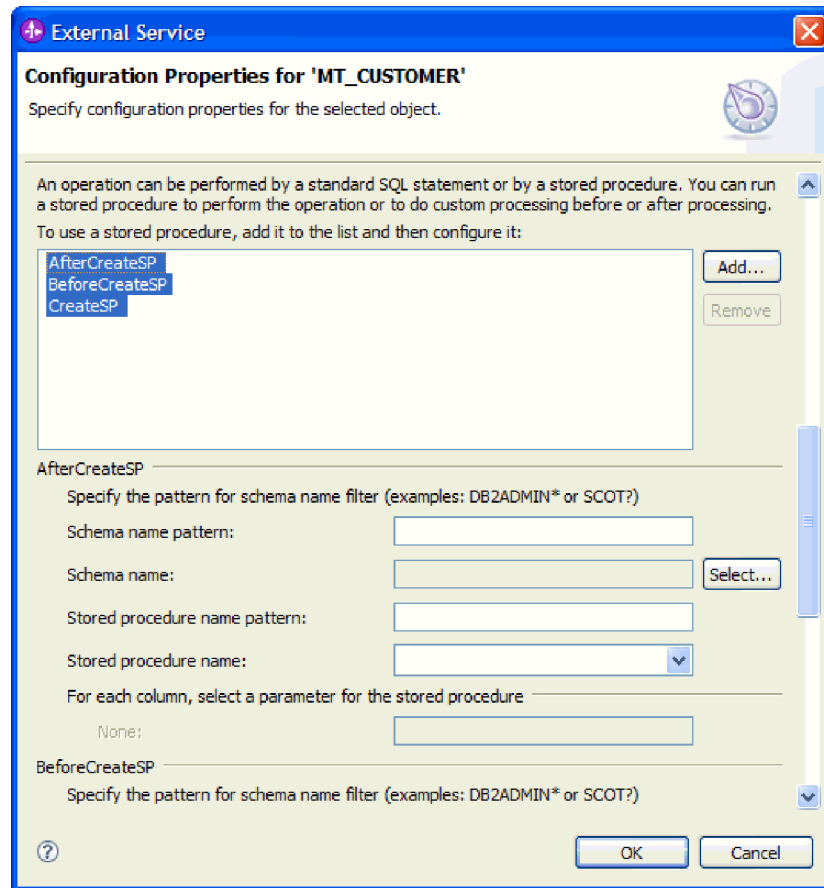 External Service
Configuration Properties for 'MT_CUSTOMER'
Specify configuration properties for the selected object.
An operation can be performed by a standard SQL statement or by a stored procedure. You can run
a stored procedure to perform the operation or to do custom processing before or after processing.
To use a stored procedure, add it to the list and then configure it:
AfterCreateSP
BeforeCreateSP
CreateSP
Add...
Remove
AfterCreateSP
Specify the pattern for schema name filter (examples: DB2ADMIN* or SCOT?)
Schema name pattern:
Schema name:
Select...
Stored procedure name pattern:
Stored procedure name:
For each column, select a parameter for the stored procedure
None:
BeforeCreateSP
Specify the pattern for schema name filter (examples: DB2ADMIN* or SCOT?)
?
OK
Cancel